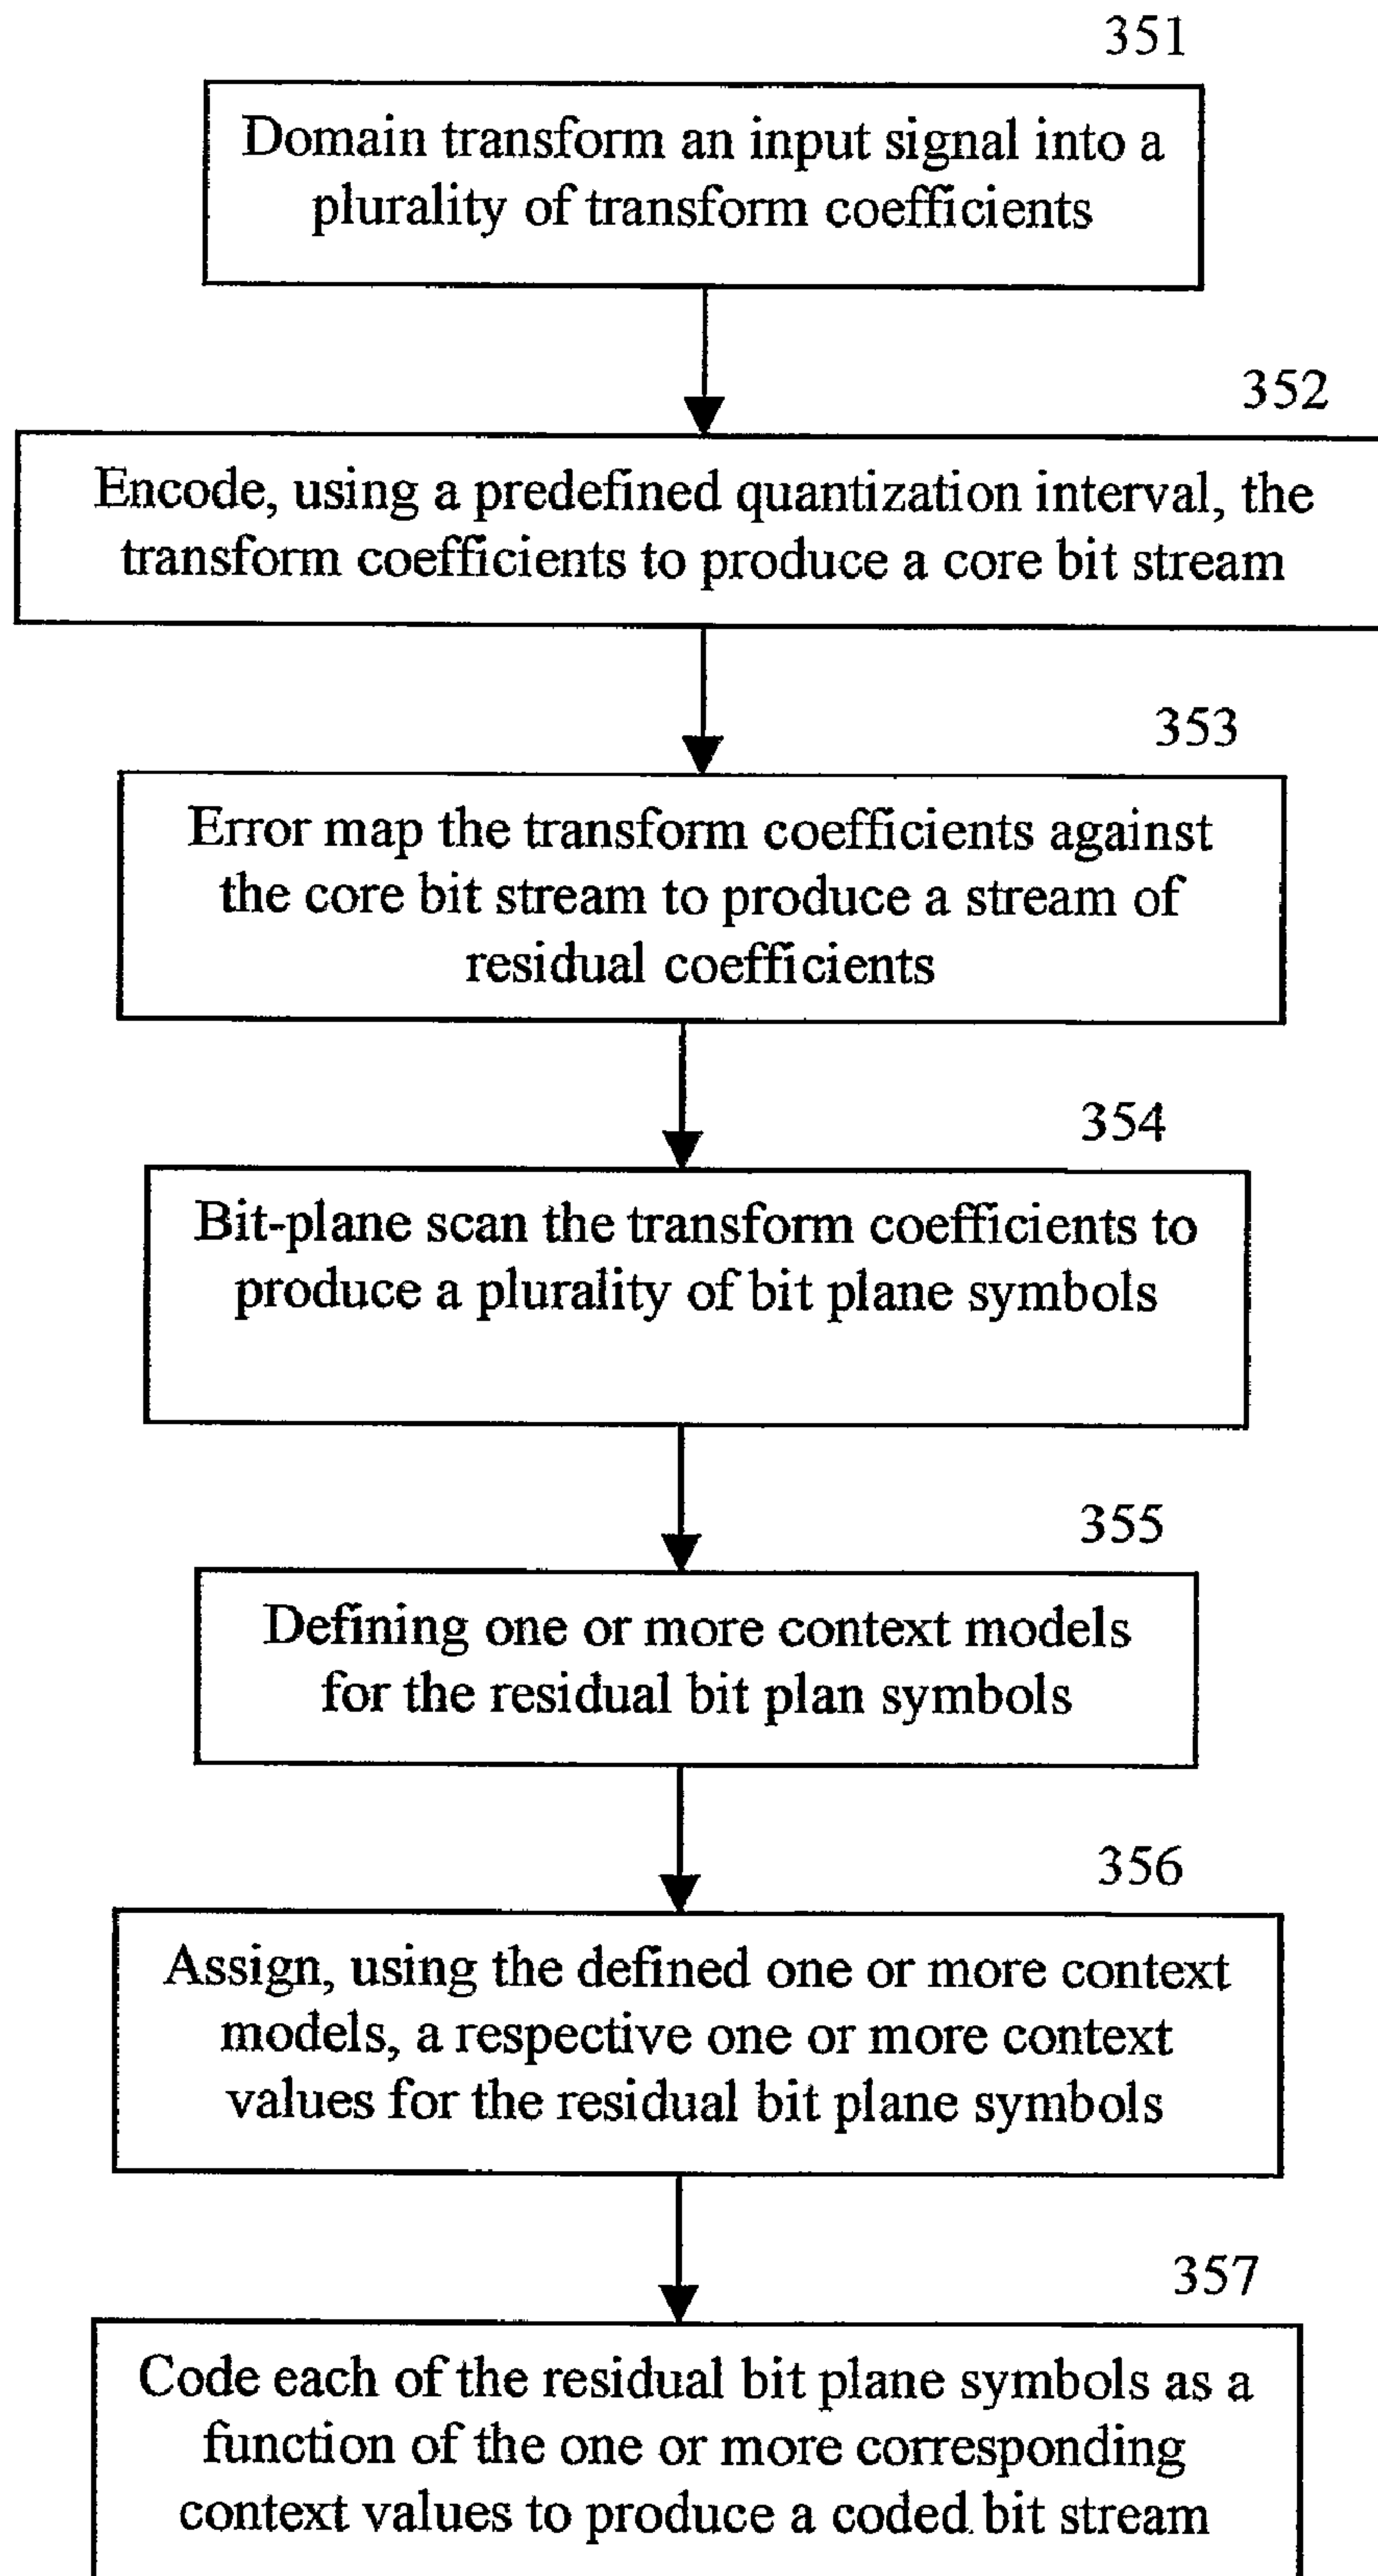 351
Domain transform an input signal into a
plurality of transform coefficients
352
Encode, using a predefined quantization interval, the
transform coefficients to produce a core bit stream
353
Error map the transform coefficients against
the core bit stream to produce a stream of
residual coefficients
354
Bit-plane scan the transform coefficients to
produce a plurality of bit plane symbols
355
Defining one or more context models
for the residual bit plan symbols
356
Assign, using the defined one or more context
models, a respective one or more context
values for the residual bit plane symbols
357
Code each of the residual bit plane symbols as a
function of the one or more corresponding
context values to produce a coded bit stream